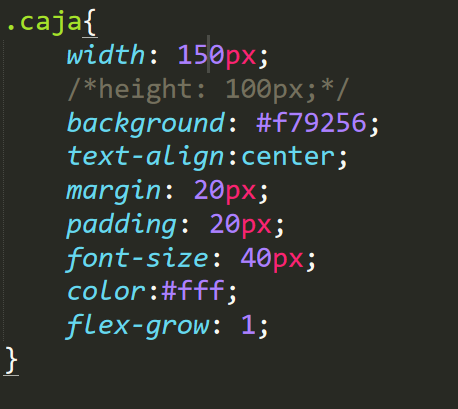 .caja{
width: 150px;
/*height: 100px;*/
background: #f79256;
text-align:center;
margin: 20px;
padding: 20px;
font-size: 40px;
color:#fff;
flex-grow: 1;
}